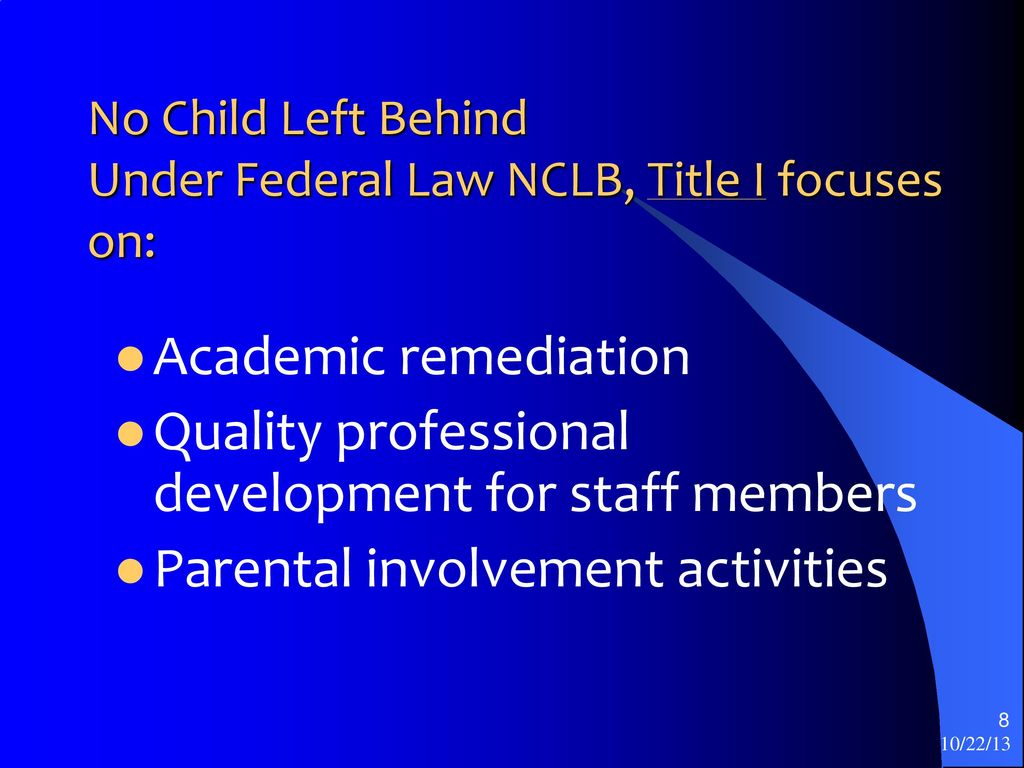 No Child Left Behind
Under Federal Law NCLB, Title I focuses
on:
Academic remediation
Quality professional
development for staff members
Parental involvement activities
8
10/22/13